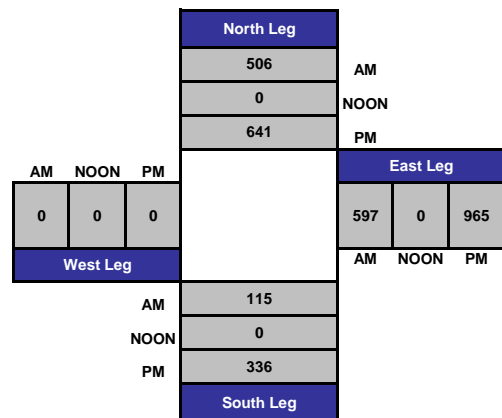 North Leg
506 AM
0 NOON
641 PM
AM NOON PM East Leg
0 0 0 597 0 965
West Leg AM NOON PM
AM 115
NOON 0
PM 336
South Leg